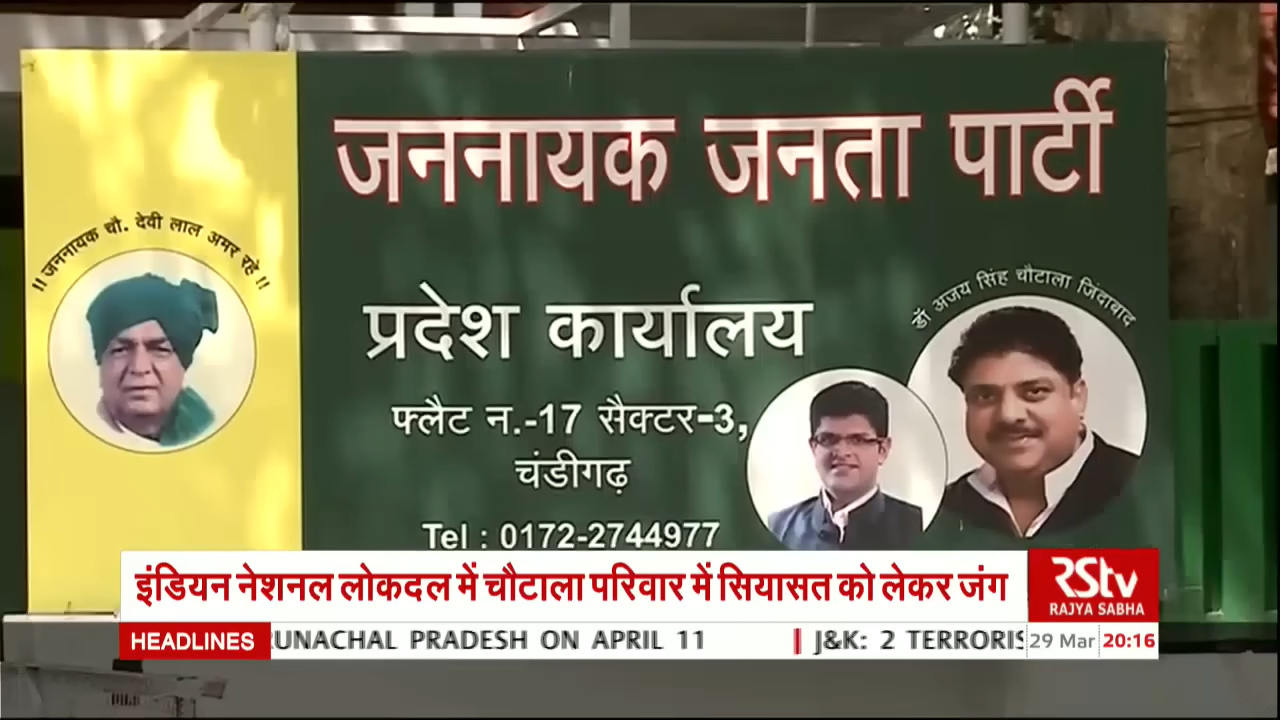 जननायक जनता पार्टी
।। जननायक चौ. देवी लाल अमर रहे ।।
डॉ अजय सिंह चौटाला जिंदाबाद
प्रदेश कार्यालय
फ्लैट न.-17 सैक्टर-3,
चंडीगढ़
Tel : 0172-2744977
इंडियन नेशनल लोकदल में चौटाला परिवार में सियासत को लेकर जंग
RStv
RAJYA SABHA
HEADLINES RUNACHAL PRADESH ON APRIL 11 | J&K: 2 TERRORIS 29 Mar 20:16